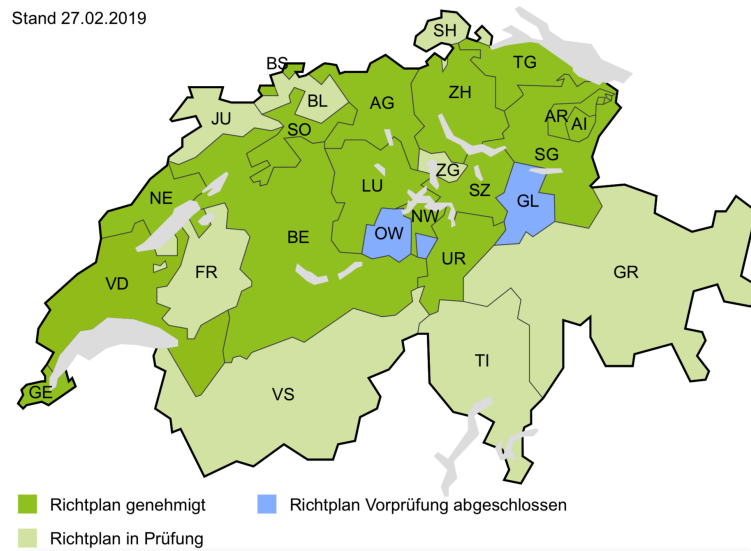 Stand 27.02.2019
SH
BS
TG
BL
AG
ZH
JU
AR
AI
SO
SG
ZG
LU
SZ
NE
GL
NW
BE
OW
UR
FR
GR
VD
TI
GE
VS
Richtplan genehmigt
Richtplan Vorprüfung abgeschlossen
Richtplan in Prüfung